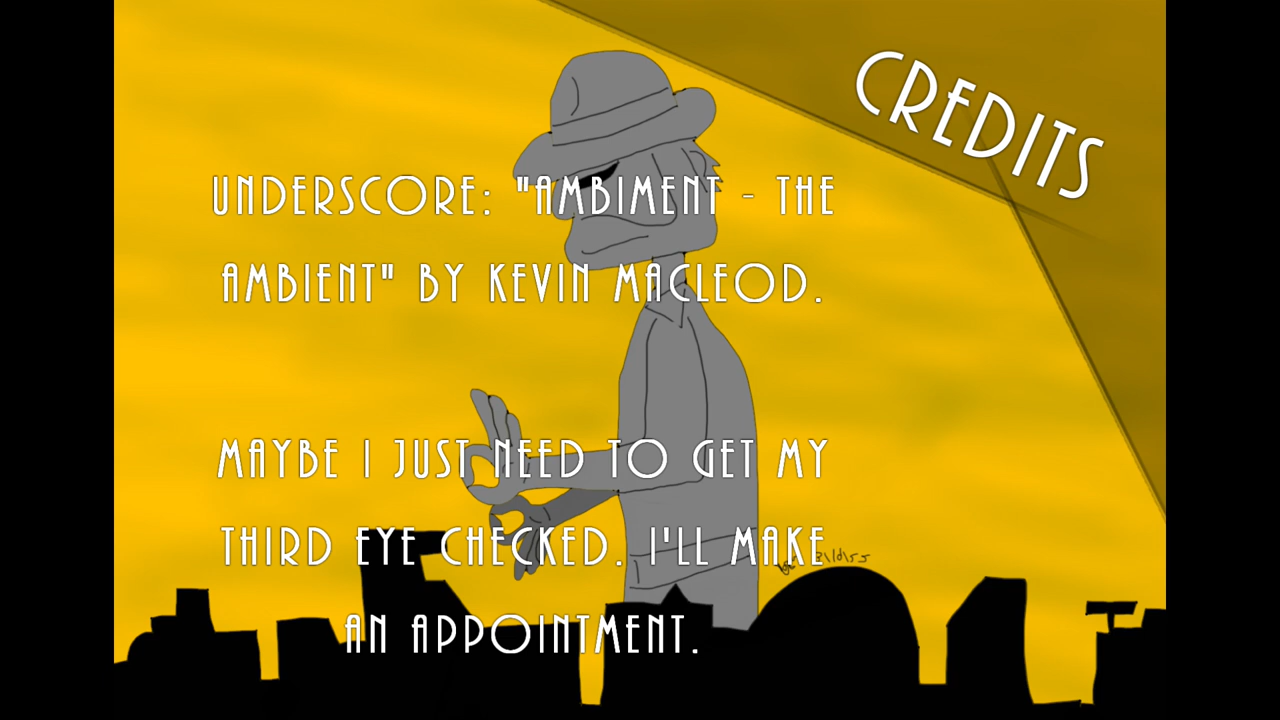 CREDITS
UNDERSCORE: "AMBIMENT - THE
AMBIENT" BY KEVIN MACLEOD.
MAYBE I JUST NEED TO GET MY
THIRD EYE CHECKED. I'LL MAKE
AN APPOINTMENT.